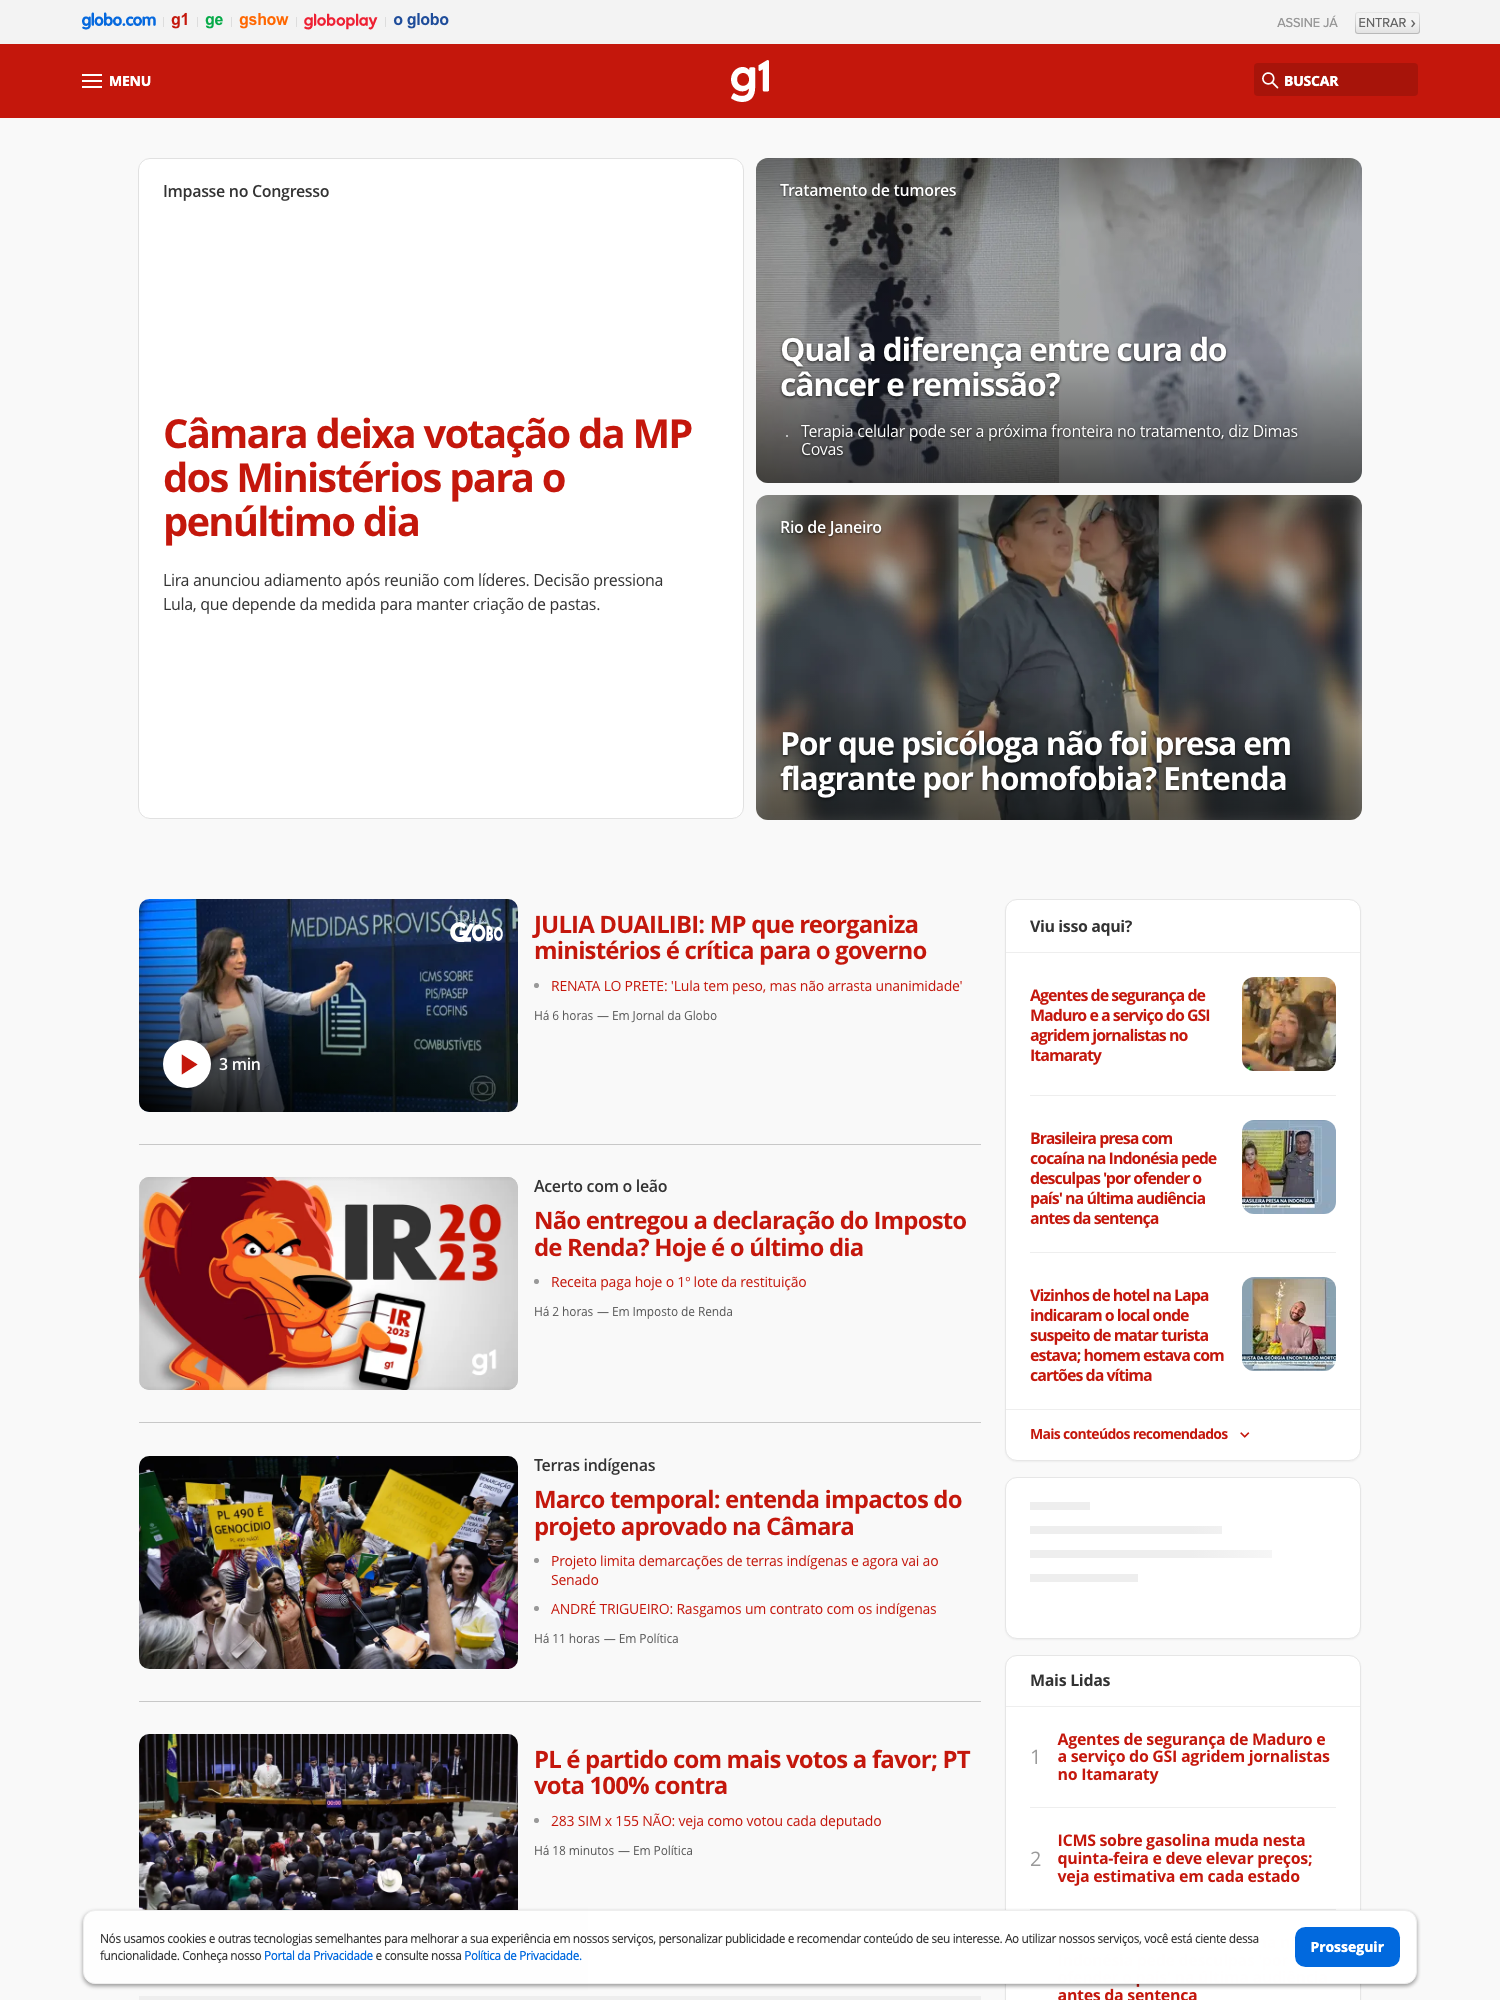 globo.com
g1
ge
gshow
globoplay
o globo
ASSINE JÁ
ENTRAR ›
MENU
g1
BUSCAR
Impasse no Congresso
Câmara deixa votação da MP
dos Ministérios para o
penúltimo dia
Lira anunciou adiamento após reunião com líderes. Decisão pressiona
Lula, que depende da medida para manter criação de pastas.
Tratamento de tumores
Qual a diferença entre cura do
câncer e remissão?
. Terapia celular pode ser a próxima fronteira no tratamento, diz Dimas
Covas
Rio de Janeiro
Por que psicóloga não foi presa em
flagrante por homofobia? Entenda
MEDIDAS PROVISÓRIAS
GLOBO
ICMS SOBRE
PIS/PASEP
E COFINS
COMBUSTÍVEIS
3 min
JULIA DUAILIBI: MP que reorganiza
ministérios é crítica para o governo
RENATA LO PRETE: 'Lula tem peso, mas não arrasta unanimidade'
Há 6 horas — Em Jornal da Globo
IR 20
23
IR
2023
g1
g1
Acerto com o leão
Não entregou a declaração do Imposto
de Renda? Hoje é o último dia
Receita paga hoje o 1º lote da restituição
Há 2 horas — Em Imposto de Renda
PL 490 É
GENOCÍDIO
Terras indígenas
Marco temporal: entenda impactos do
projeto aprovado na Câmara
Projeto limita demarcações de terras indígenas e agora vai ao
Senado
ANDRÉ TRIGUEIRO: Rasgamos um contrato com os indígenas
Há 11 horas — Em Política
PL é partido com mais votos a favor; PT
vota 100% contra
283 SIM x 155 NÃO: veja como votou cada deputado
Há 18 minutos — Em Política
Viu isso aqui?
Agentes de segurança de
Maduro e a serviço do GSI
agridem jornalistas no
Itamaraty
Brasileira presa com
cocaína na Indonésia pede
desculpas 'por ofender o
país' na última audiência
antes da sentença
BRASILEIRA PRESA NA INDONÉSIA
Vizinhos de hotel na Lapa
indicaram o local onde
suspeito de matar turista
estava; homem estava com
cartões da vítima
RISTA DA GEÓRGIA ENCONTRADO MORTO
Mais conteúdos recomendados
Mais Lidas
1
Agentes de segurança de Maduro e
a serviço do GSI agridem jornalistas
no Itamaraty
2
ICMS sobre gasolina muda nesta
quinta-feira e deve elevar preços;
veja estimativa em cada estado
antes da sentença
Nós usamos cookies e outras tecnologias semelhantes para melhorar a sua experiência em nossos serviços, personalizar publicidade e recomendar conteúdo de seu interesse. Ao utilizar nossos serviços, você está ciente dessa
funcionalidade. Conheça nosso Portal da Privacidade e consulte nossa Política de Privacidade.
Prosseguir